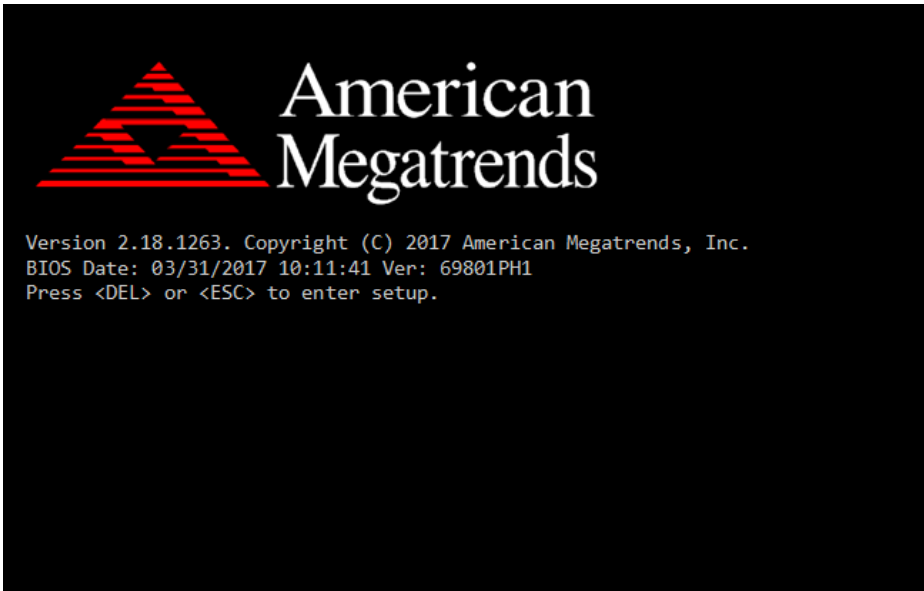 American
Megatrends
Version 2.18.1263. Copyright (C) 2017 American Megatrends, Inc.
BIOS Date: 03/31/2017 10:11:41 Ver: 69801PH1
Press <DEL> or <ESC> to enter setup.